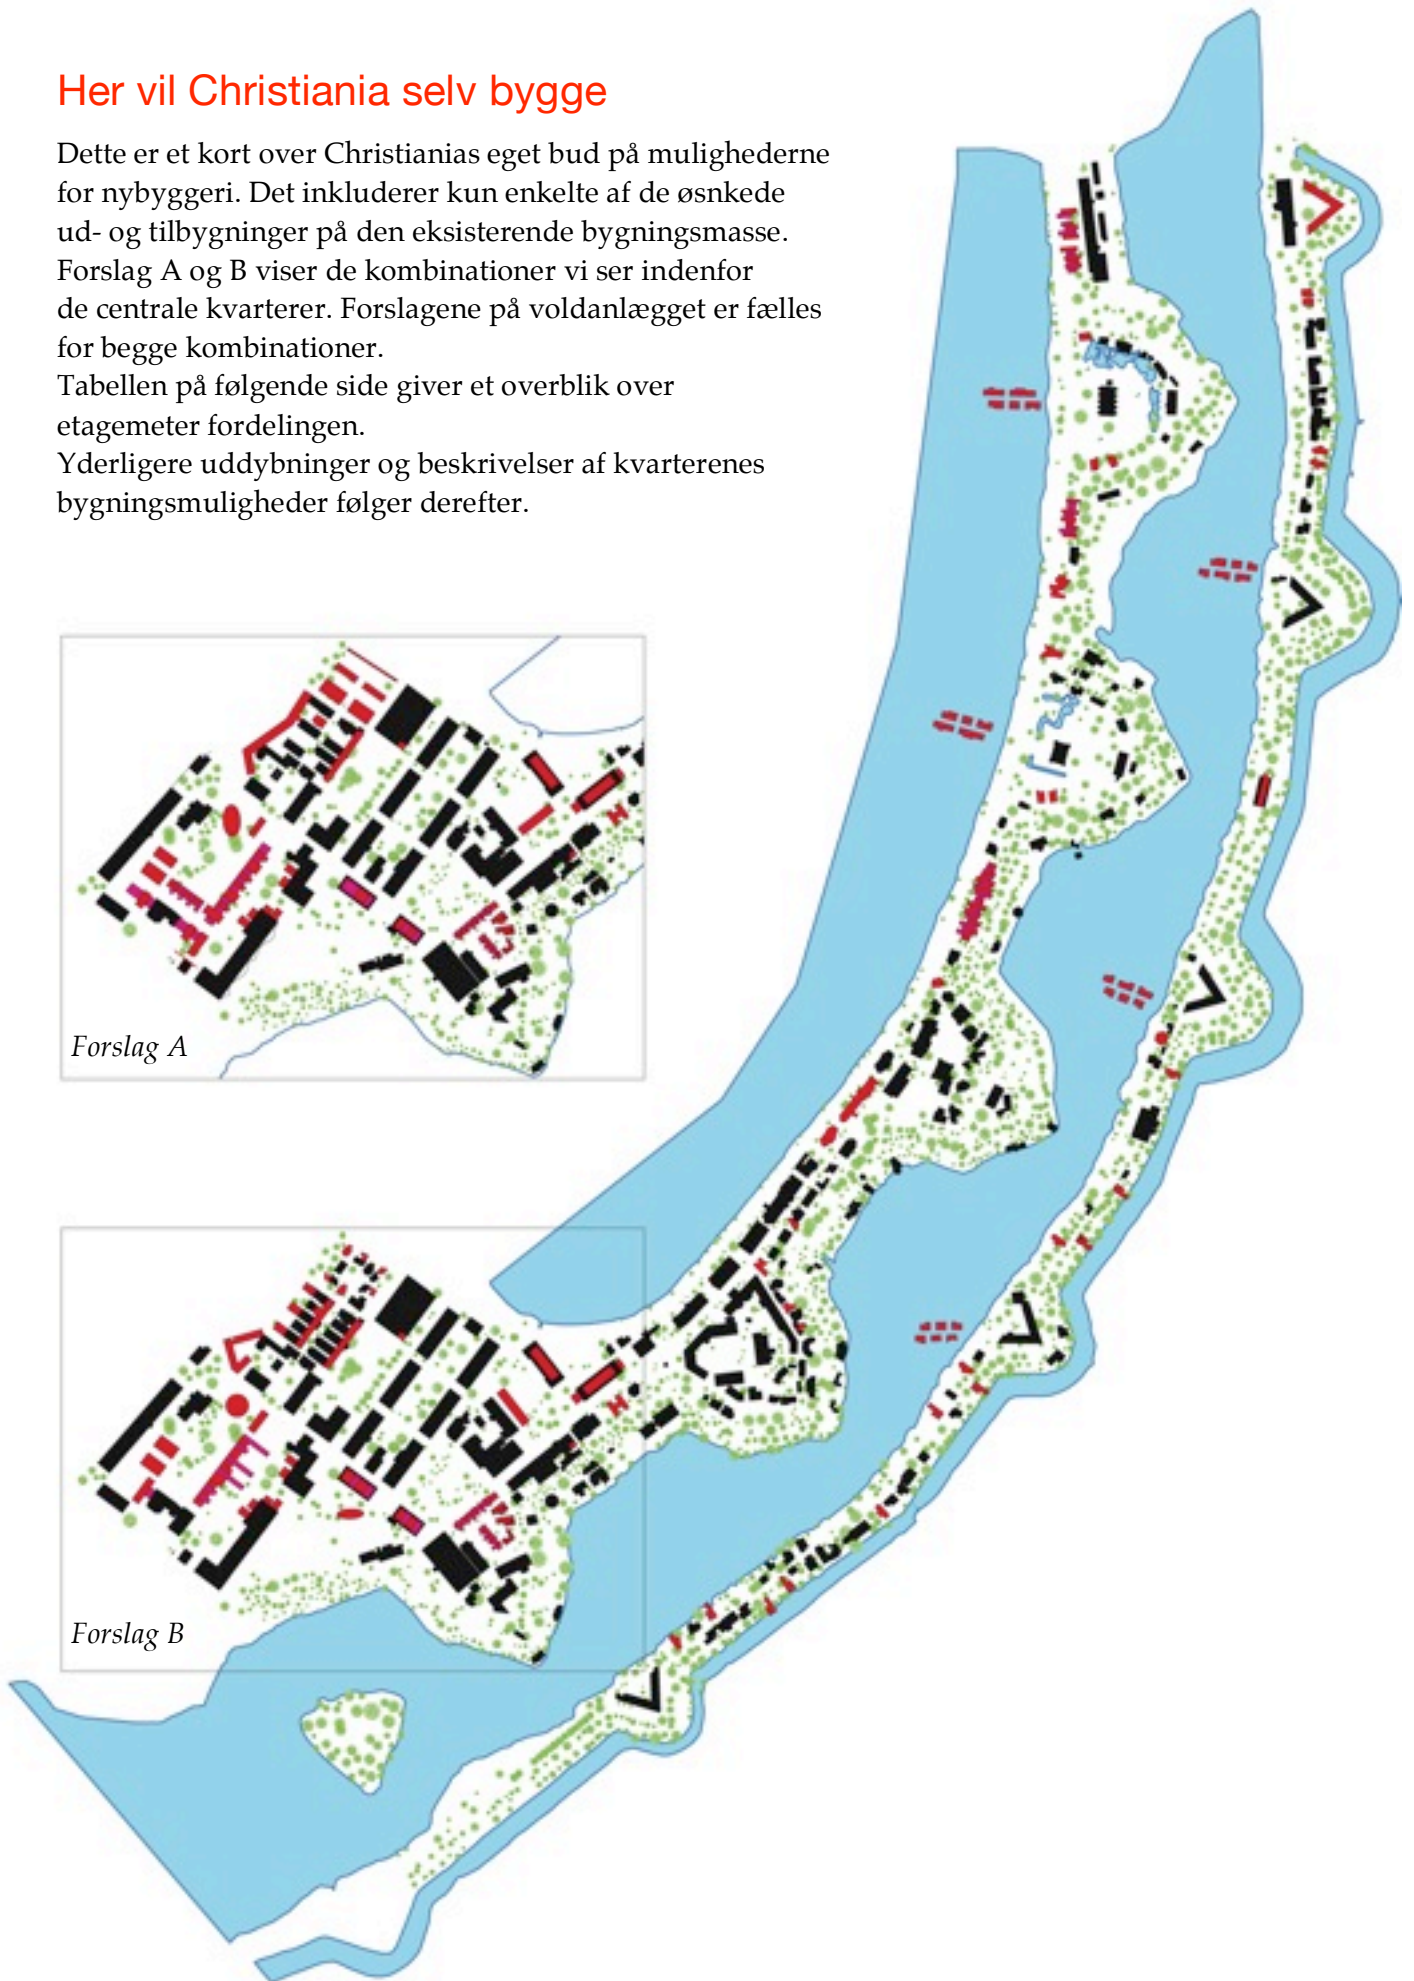 Her vil Christiania selv bygge
Dette er et kort over Christianias eget bud på mulighederne
for nybyggeri. Det inkluderer kun enkelte af de øsnkede
ud- og tilbygninger på den eksisterende bygningsmasse.
Forslag A og B viser de kombinationer vi ser indenfor
de centrale kvarterer. Forslagene på voldanlægget er fælles
for begge kombinationer.
Tabellen på følgende side giver et overblik over
etagemeter fordelingen.
Yderligere uddybninger og beskrivelser af kvarterenes
bygningsmuligheder følger derefter.
Forslag A
Forslag B